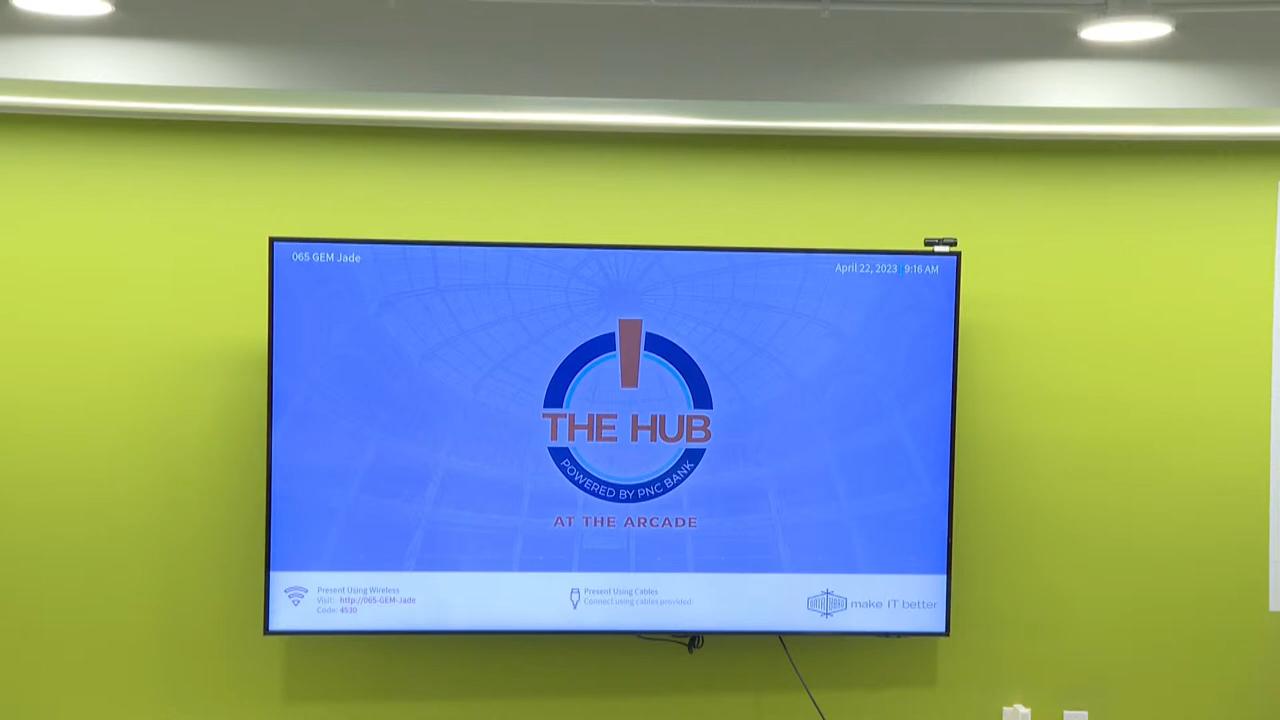 065 GEM Jade
April 22, 2023 | 9:16 AM
THE HUB
POWERED BY PNC BANK
AT THE ARCADE
Present Using Wireless
Visit: http://065-GEM-Jade
Code: 4530
Present Using Cables
Connect using cables provided.
DATA YARD make IT better